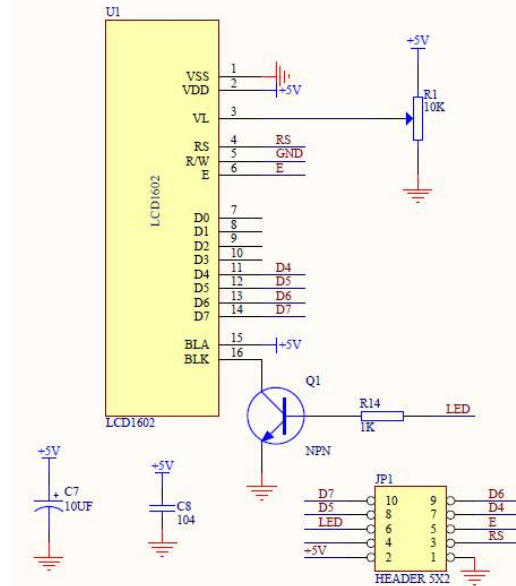 U1
+5V
VSS 1
VDD 2 +5V
R1
10K
VL 3
RS 4 RS
R/W 5 GND
E 6 E
LCD1602
D0 7
D1 8
D2 9
D3 10
D4 11 D4
D5 12 D5
D6 13 D6
D7 14 D7
BLA 15 +5V
BLK 16
Q1
R14 LED
1K
LCD1602
NPN
+5V
C7
+
10UF
+5V
C8
104
JP1
D7 10 9 D6
D5 8 7 D4
LED 6 5 E
4 3 RS
+5V 2 1
HEADER 5X2